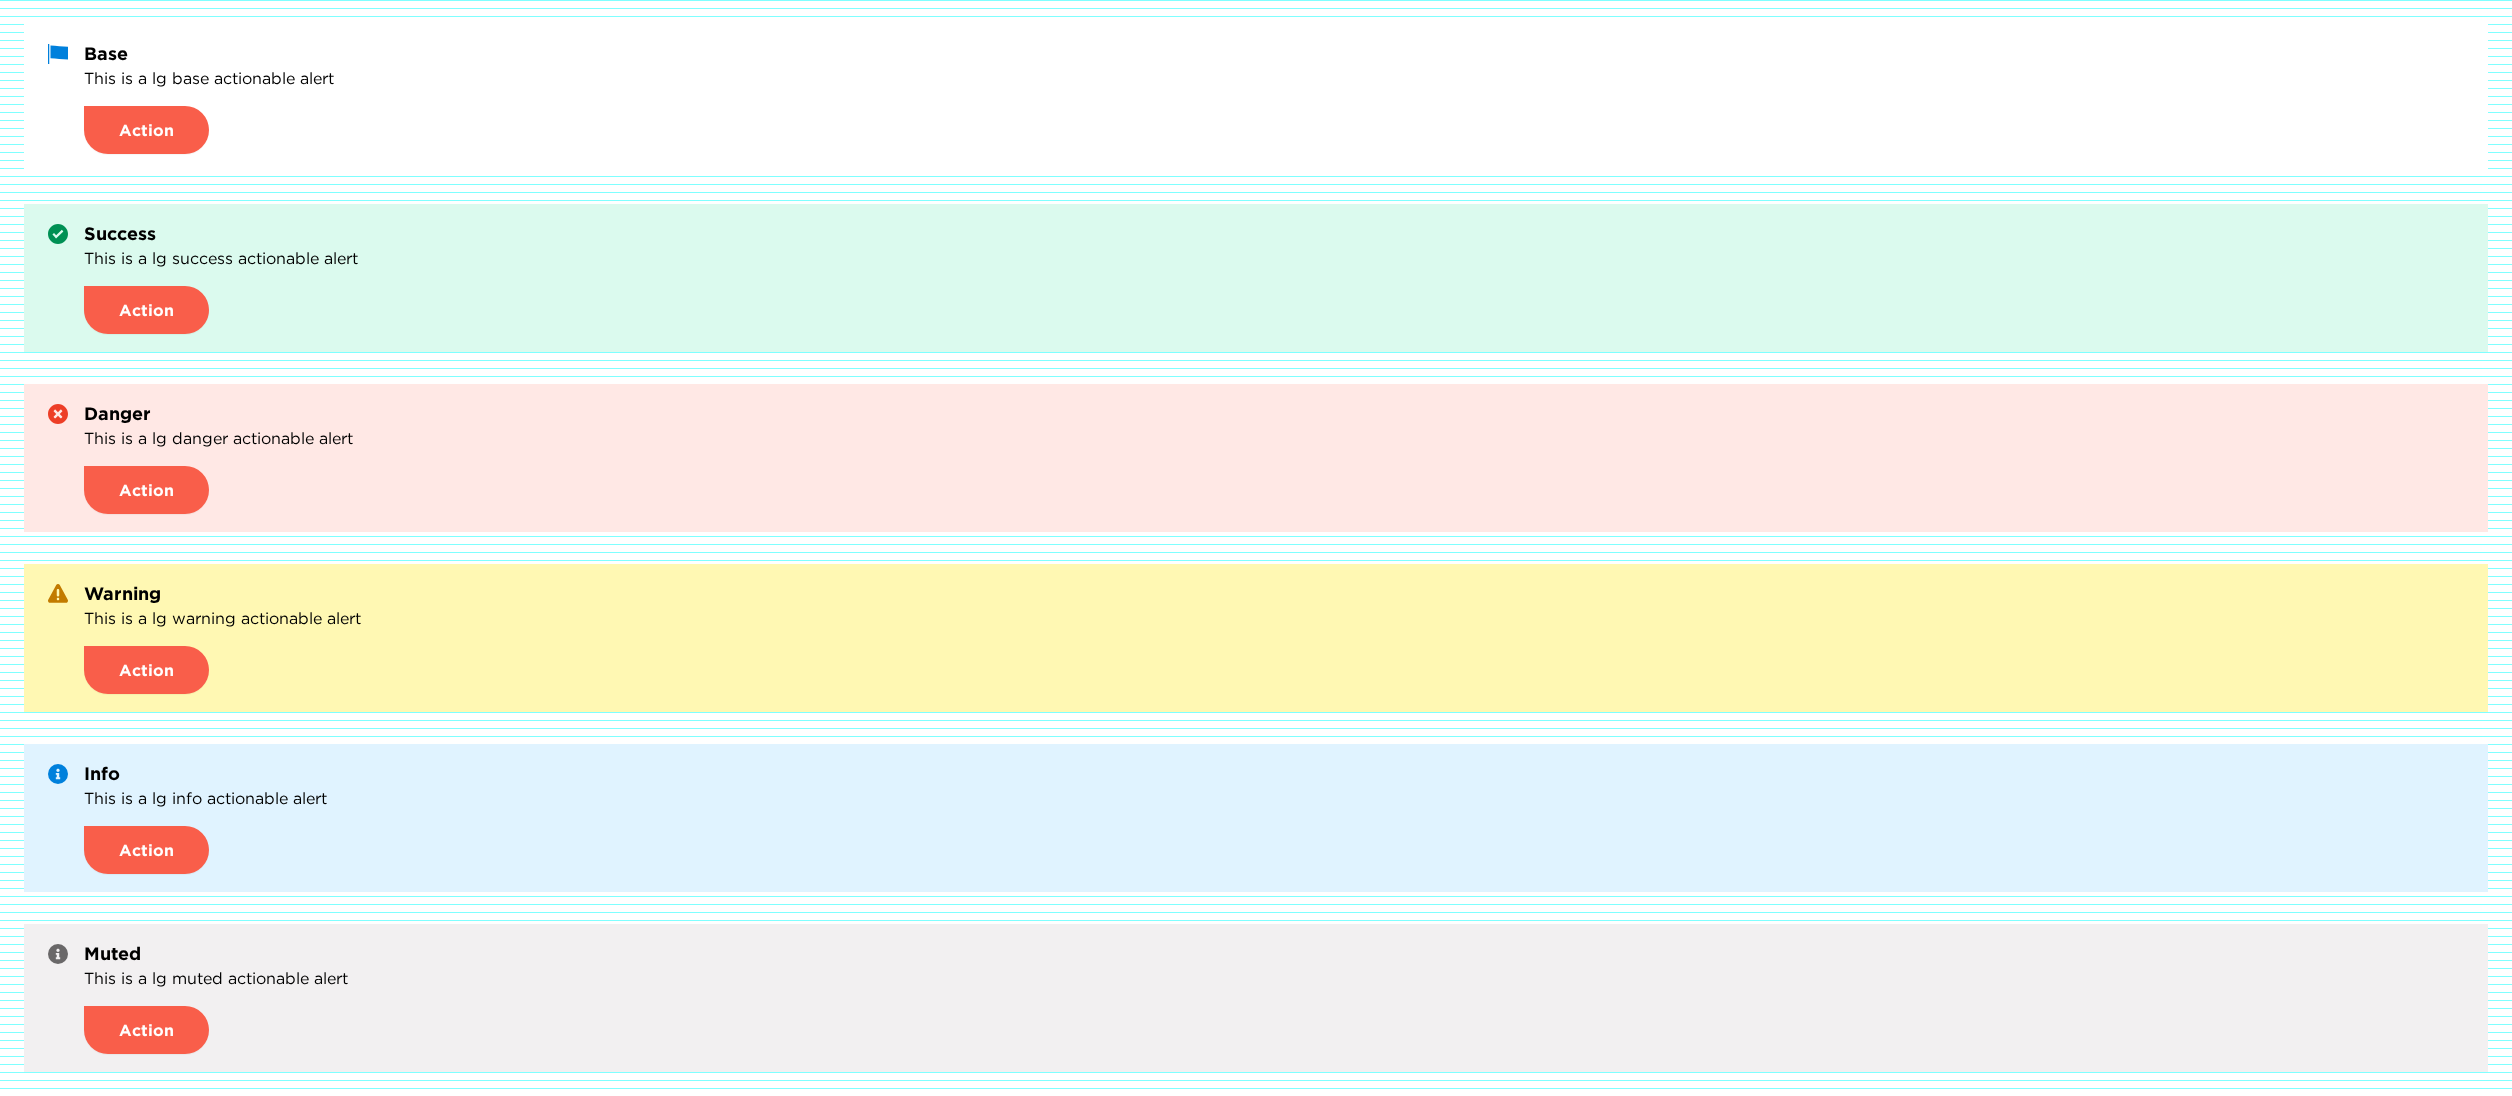 Base
This is a lg base actionable alert
Action
Success
This is a lg success actionable alert
Action
Danger
This is a lg danger actionable alert
Action
Warning
This is a lg warning actionable alert
Action
Info
This is a lg info actionable alert
Action
Muted
This is a lg muted actionable alert
Action